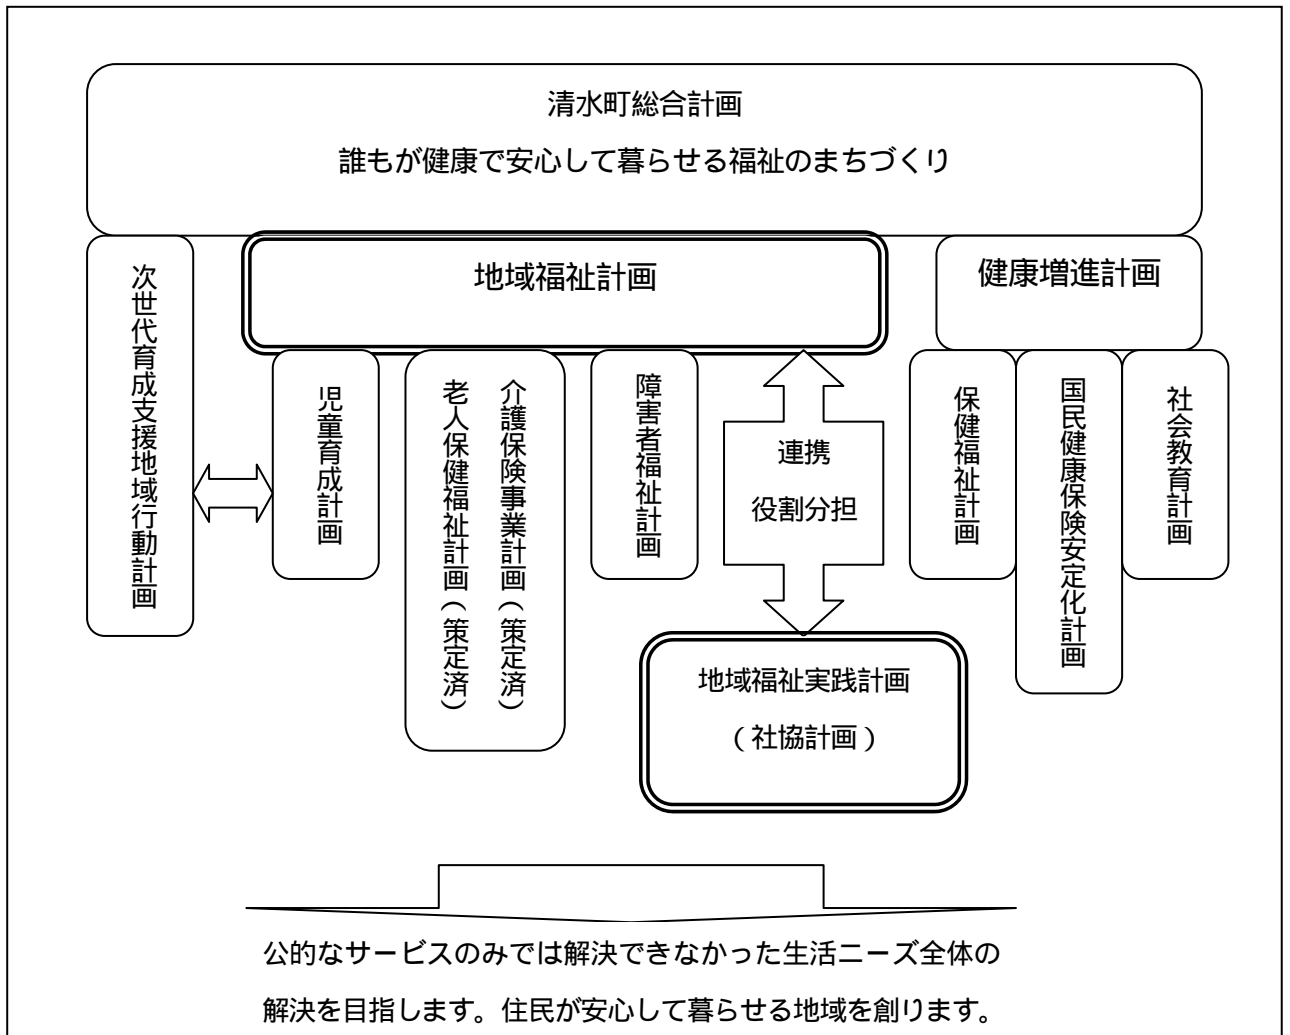 清水町総合計画
誰もが健康で安心して暮らせる福祉のまちづくり
次世代育成支援地域行動計画
地域福祉計画
健康増進計画
児童育成計画
介護保険事業計画(策定済)
老人保健福祉計画(策定済)
障害者福祉計画
連携
役割分担
保健福祉計画
国民健康保険安定化計画
社会教育計画
地域福祉実践計画
(社協計画)
公的なサービスのみでは解決できなかった生活ニーズ全体の
解決を目指します。住民が安心して暮らせる地域を創ります。